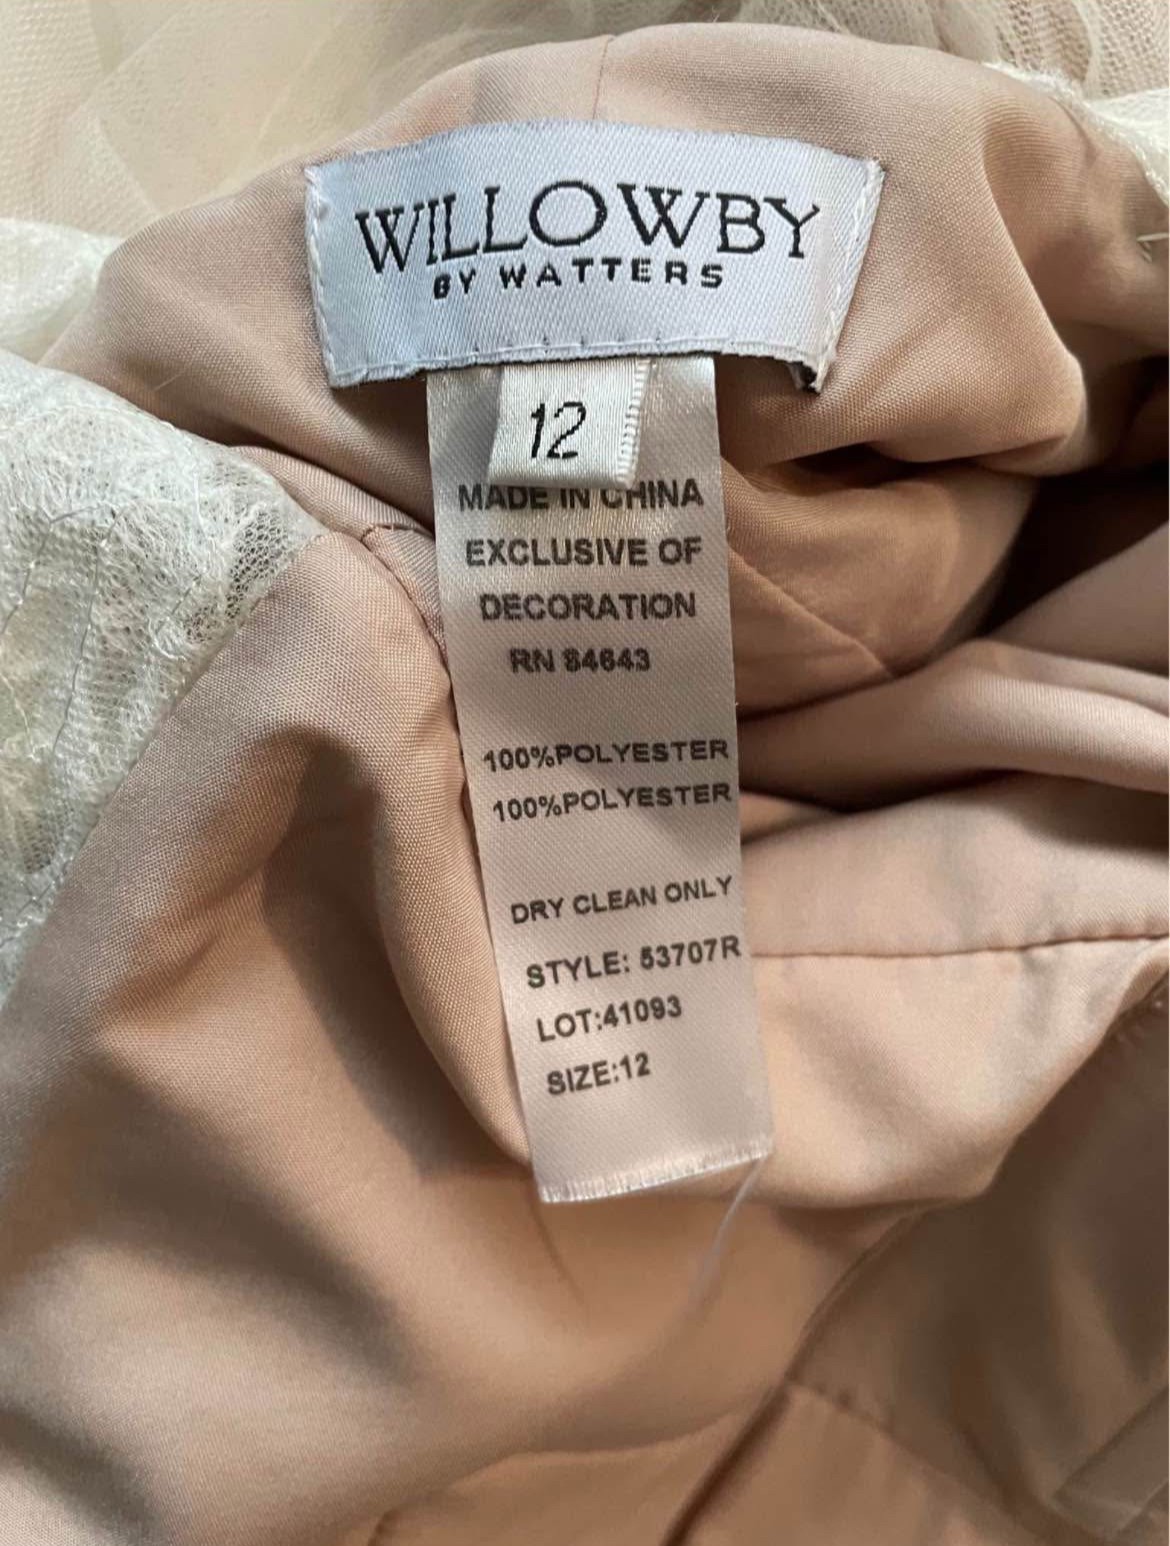 WILLOWBY
BY WATTERS
12
MADE IN CHINA
EXCLUSIVE OF
DECORATION
RN 84643
100%POLYESTER
100%POLYESTER
DRY CLEAN ONLY
STYLE: 53707R
LOT:41093
SIZE:12